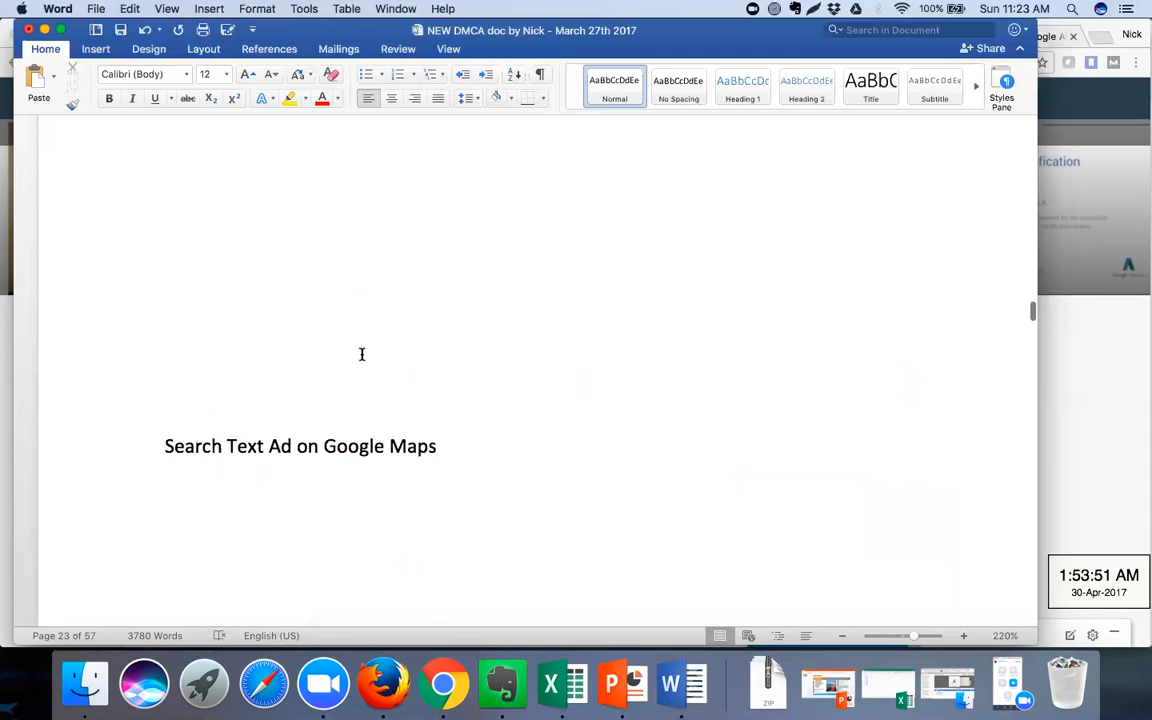 Word File Edit View Insert Format Tools Table Window Help 100% Sun 11:23 AM
NEW DMCA doc by Nick - March 27th 2017
Search in Document
Nick
Home Insert Design Layout References Mailings Review View
Share
Paste
Calibri (Body) 12
AaBbCcDdEe AaBbCcDdEe AaBbCcDc AaBbCcDdEe AaBbC AaBbCcDdEe
Normal No Spacing Heading 1 Heading 2 Title Subtitle
Styles
Pane
Search Text Ad on Google Maps
1:53:51 AM
30-Apr-2017
Page 23 of 57 3780 Words English (US) 220%
ZIP